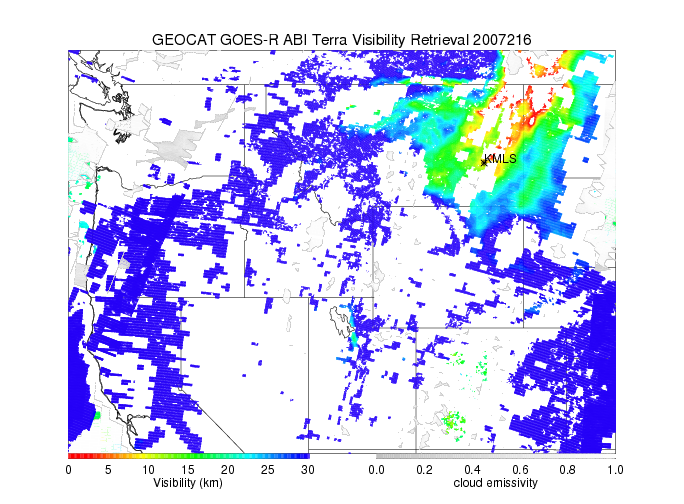 GEOCAT GOES-R ABI Terra Visibility Retrieval 2007216
KMLS
0 5 10 15 20 25 30 0.0 0.2 0.4 0.6 0.8 1.0
Visibility (km) cloud emissivity